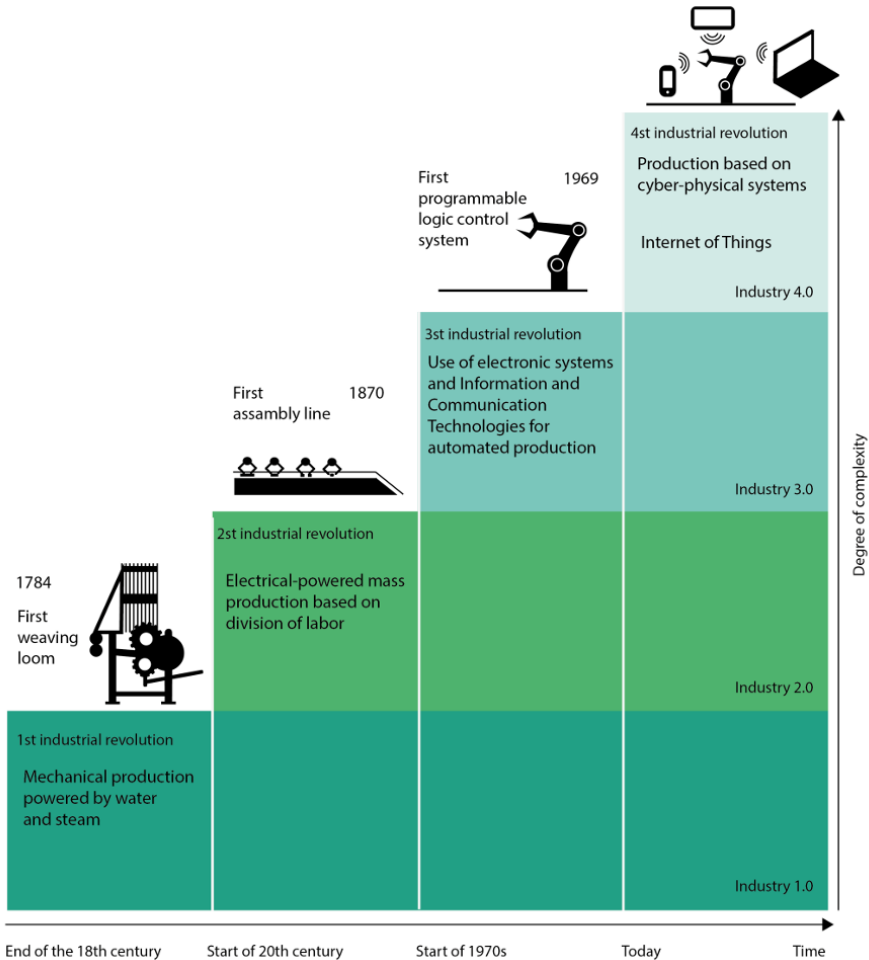 4st industrial revolution
Production based on
cyber-physical systems
Internet of Things
Industry 4.0
First 1969
programmable
logic control
system
3st industrial revolution
Use of electronic systems
and Information and
Communication
Technologies for
automated production
Industry 3.0
First 1870
assambly line
2st industrial revolution
Electrical-powered mass
production based on
division of labor
Industry 2.0
1784
First
weaving
loom
1st industrial revolution
Mechanical production
powered by water
and steam
Industry 1.0
Degree of complexity
End of the 18th century Start of 20th century Start of 1970s Today Time